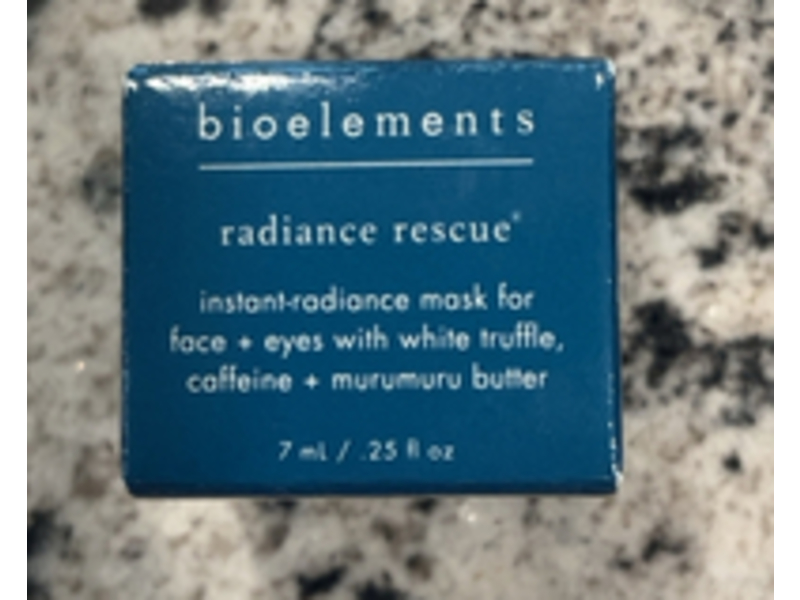 bioelements
radiance rescue®
instant-radiance mask for
face + eyes with white truffle,
caffeine + murumuru butter
7 mL / .25 fl oz